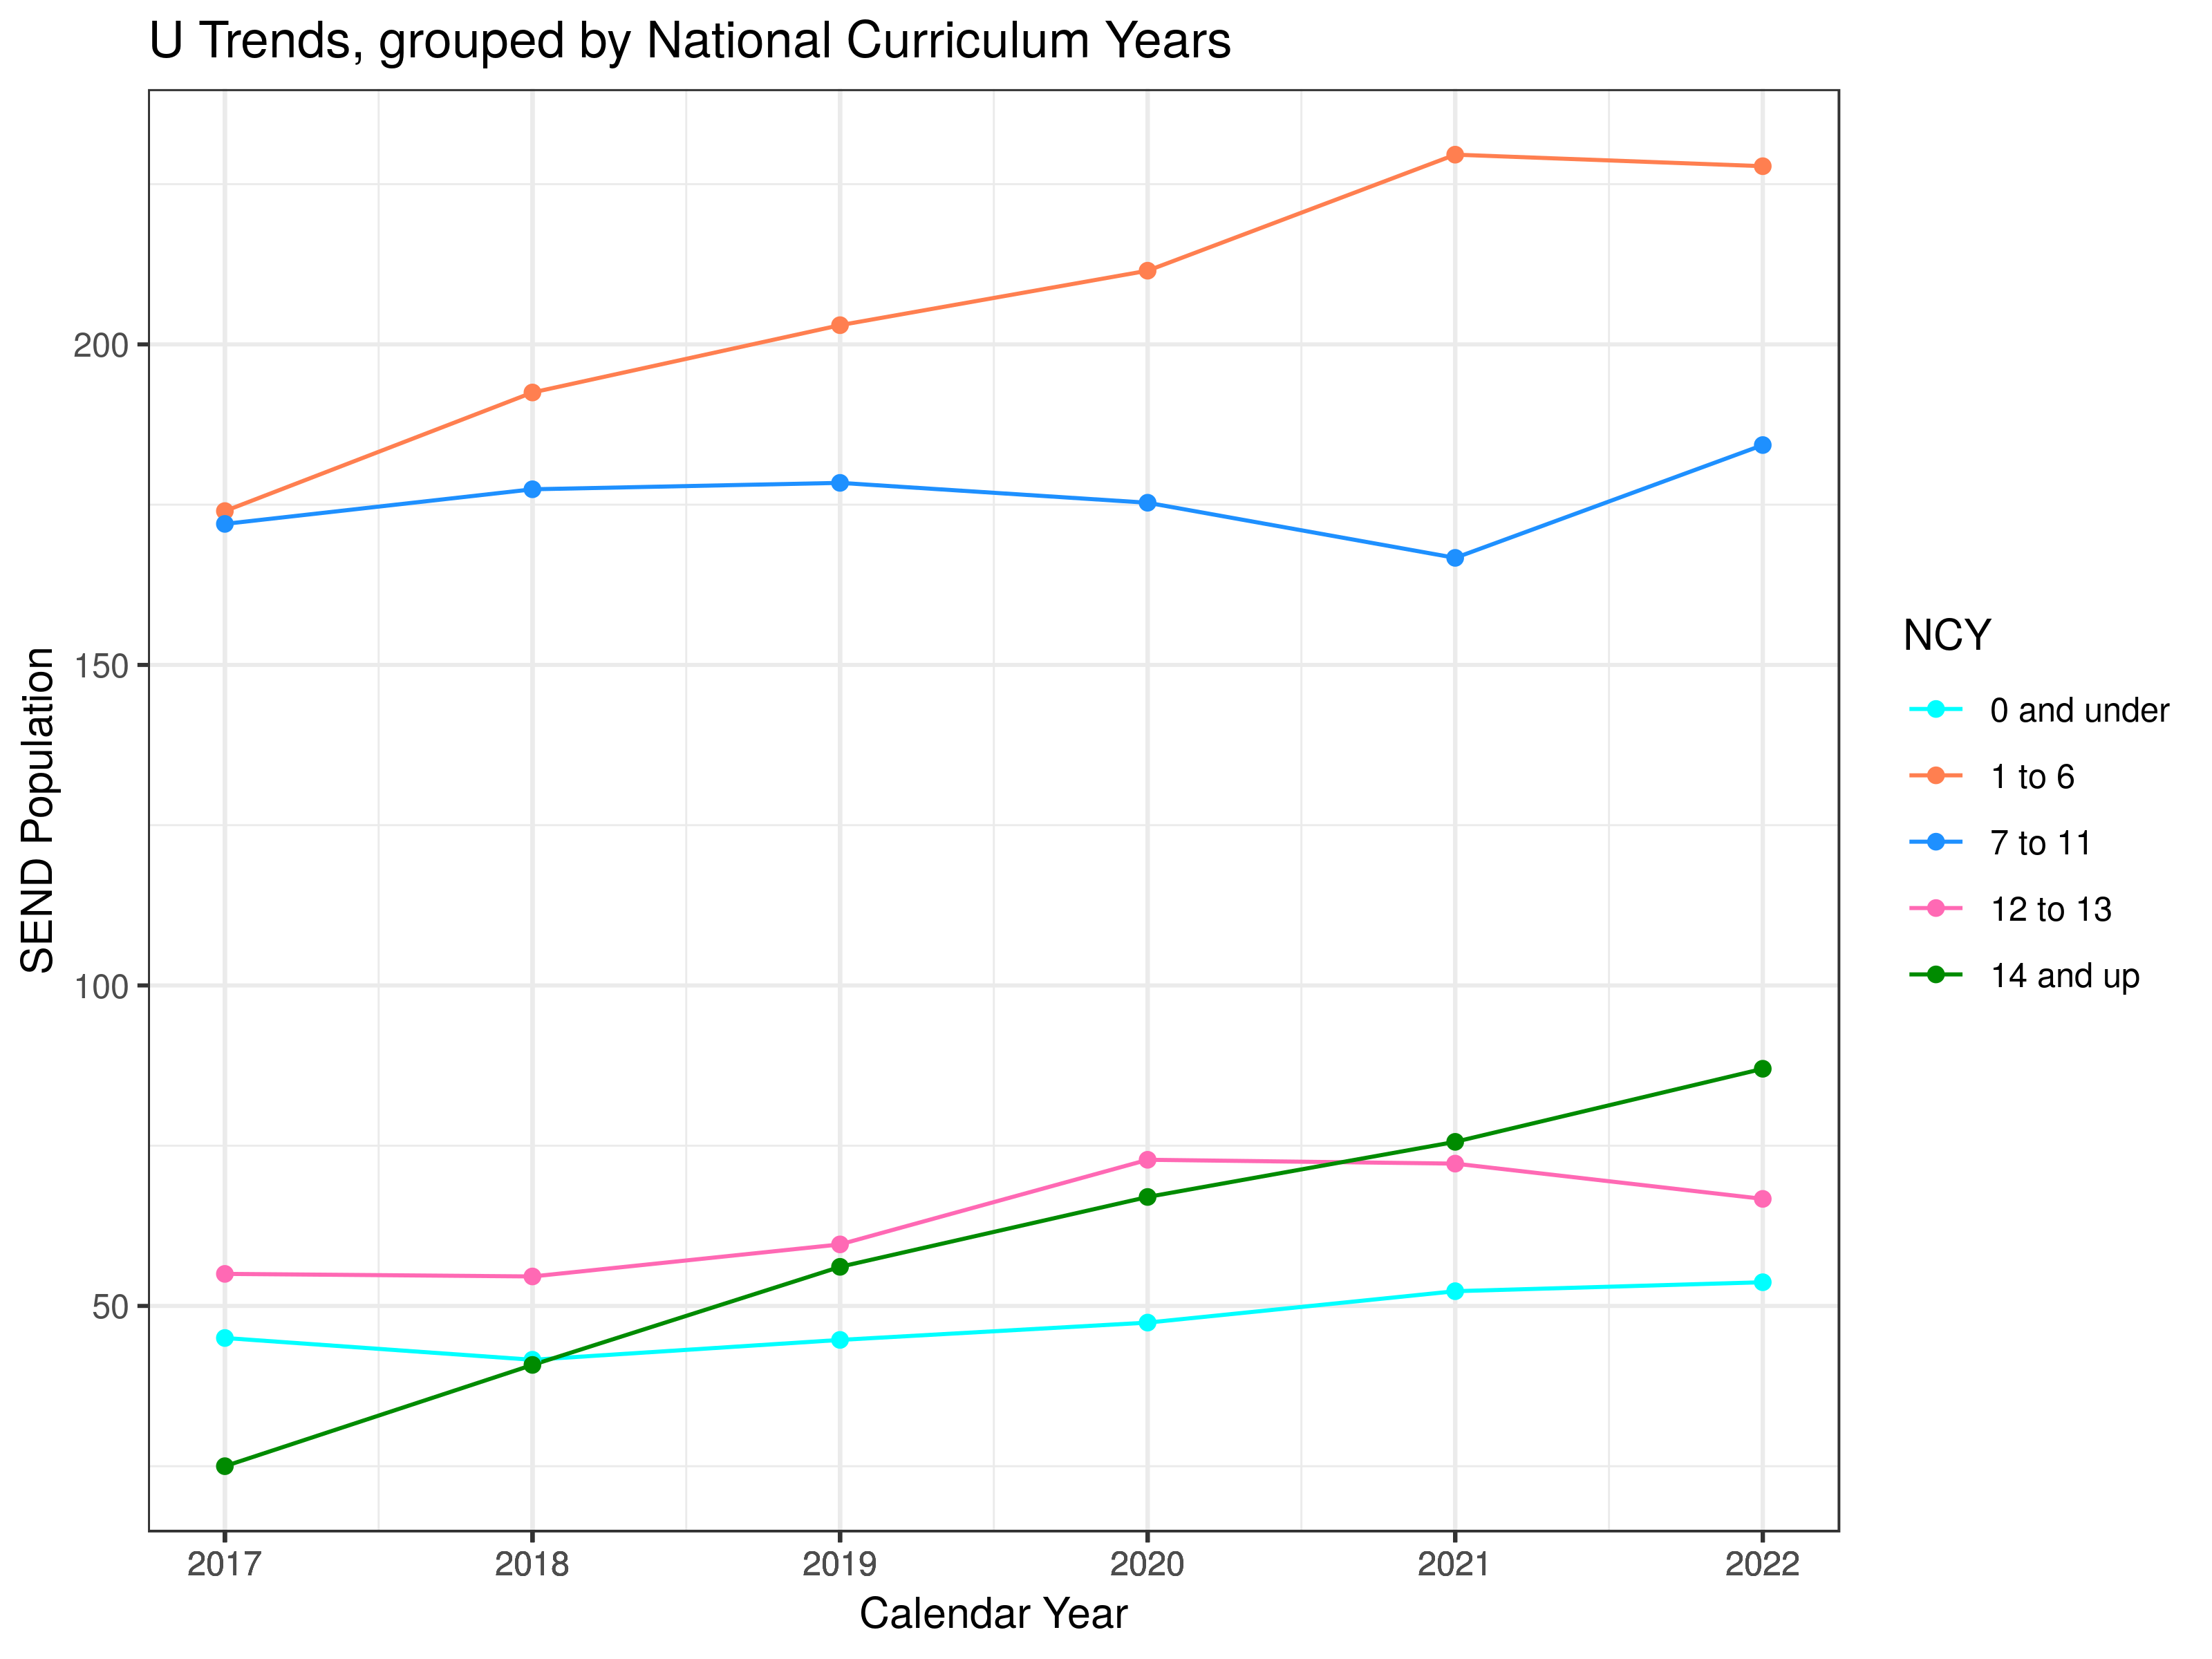 U Trends, grouped by National Curriculum Years
SEND Population
200
150
100
50
2017 2018 2019 2020 2021 2022
Calendar Year
NCY
0 and under
1 to 6
7 to 11
12 to 13
14 and up